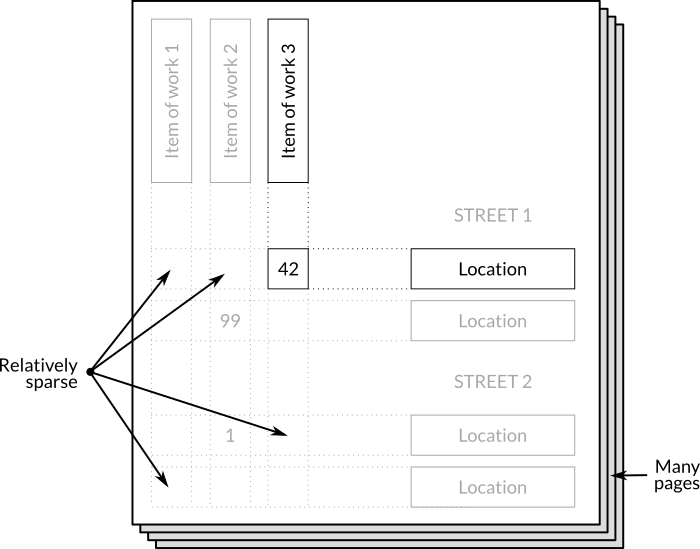 Item of work 1
Item of work 2
Item of work 3
STREET 1
42
Location
99
Location
Relatively
sparse
STREET 2
1
Location
Many
pages
Location